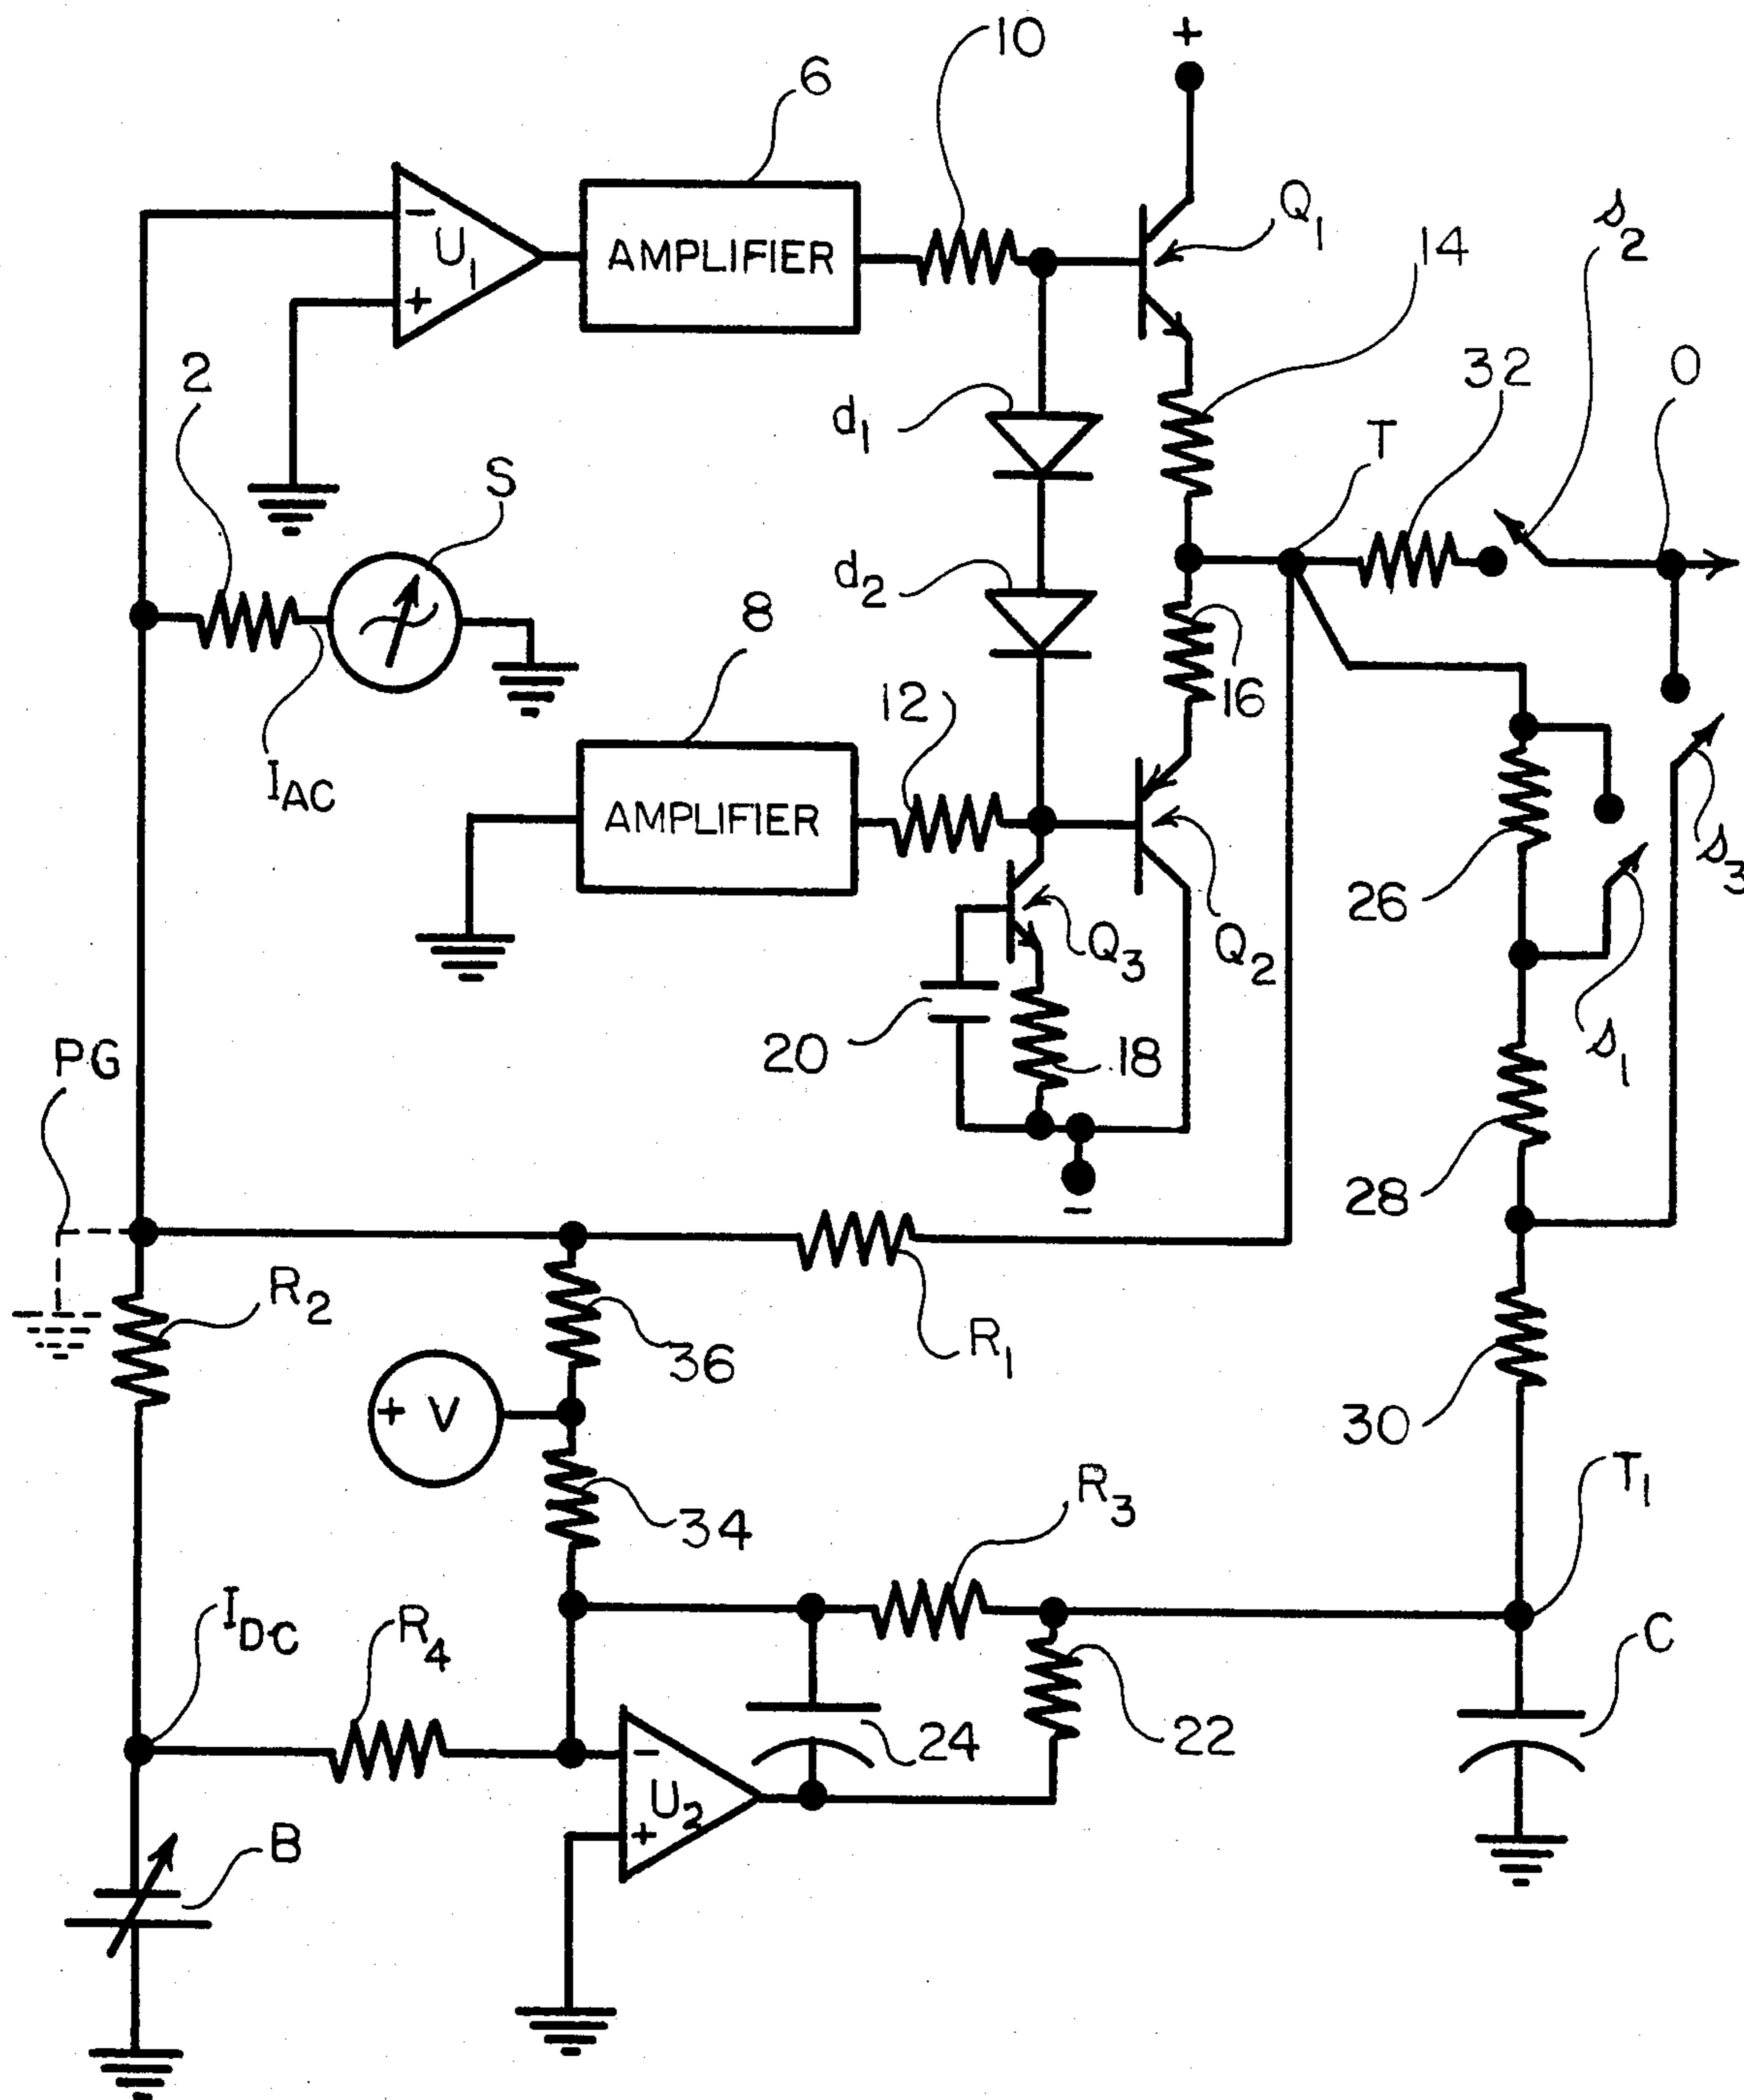 10
+
6
Q1
s2
14
AMPLIFIER
- U1 +
2
32
O
d1
T
S
d2
8
16
12
IAC
AMPLIFIER
s3
26
Q3
Q2
20
18
s1
PG
28
-
R2
R1
36
+ V
30
34
R3
T1
IDC
R4
C
24
22
- U2 +
B